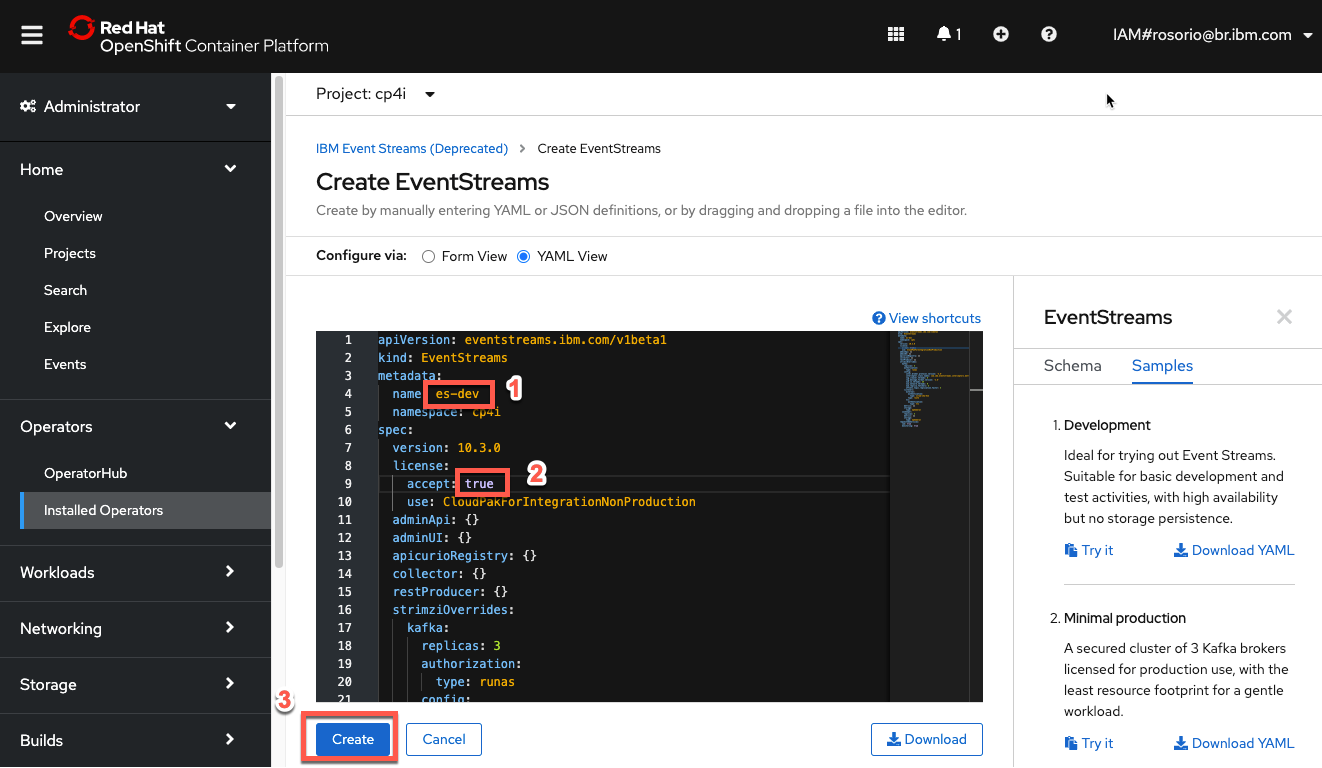 Red Hat
OpenShift Container Platform
1
IAM#rosorio@br.ibm.com
Administrator
Home
Overview
Projects
Search
Explore
Events
Operators
OperatorHub
Installed Operators
Workloads
Networking
Storage
Builds
Project: cp4i
IBM Event Streams (Deprecated) > Create EventStreams
Create EventStreams
Create by manually entering YAML or JSON definitions, or by dragging and dropping a file into the editor.
Configure via: Form View YAML View
View shortcuts
1 apiVersion: eventstreams.ibm.com/v1beta1
2 kind: EventStreams
3 metadata:
4 name es-dev
1
5 namespace: cp4i
6 spec:
7 version: 10.3.0
8 license:
9 accept: true
2
10 use: CloudPakForIntegrationNonProduction
11 adminApi: {}
12 adminUI: {}
13 apicurioRegistry: {}
14 collector: {}
15 restProducer: {}
16 strimziOverrides:
17 kafka:
18 replicas: 3
19 authorization:
20 type: runas
21 config:
3
Create
Cancel
Download
EventStreams
Schema Samples
1. Development
Ideal for trying out Event Streams.
Suitable for basic development and
test activities, with high availability
but no storage persistence.
Try it Download YAML
2. Minimal production
A secured cluster of 3 Kafka brokers
licensed for production use, with the
least resource footprint for a gentle
workload.
Try it Download YAML